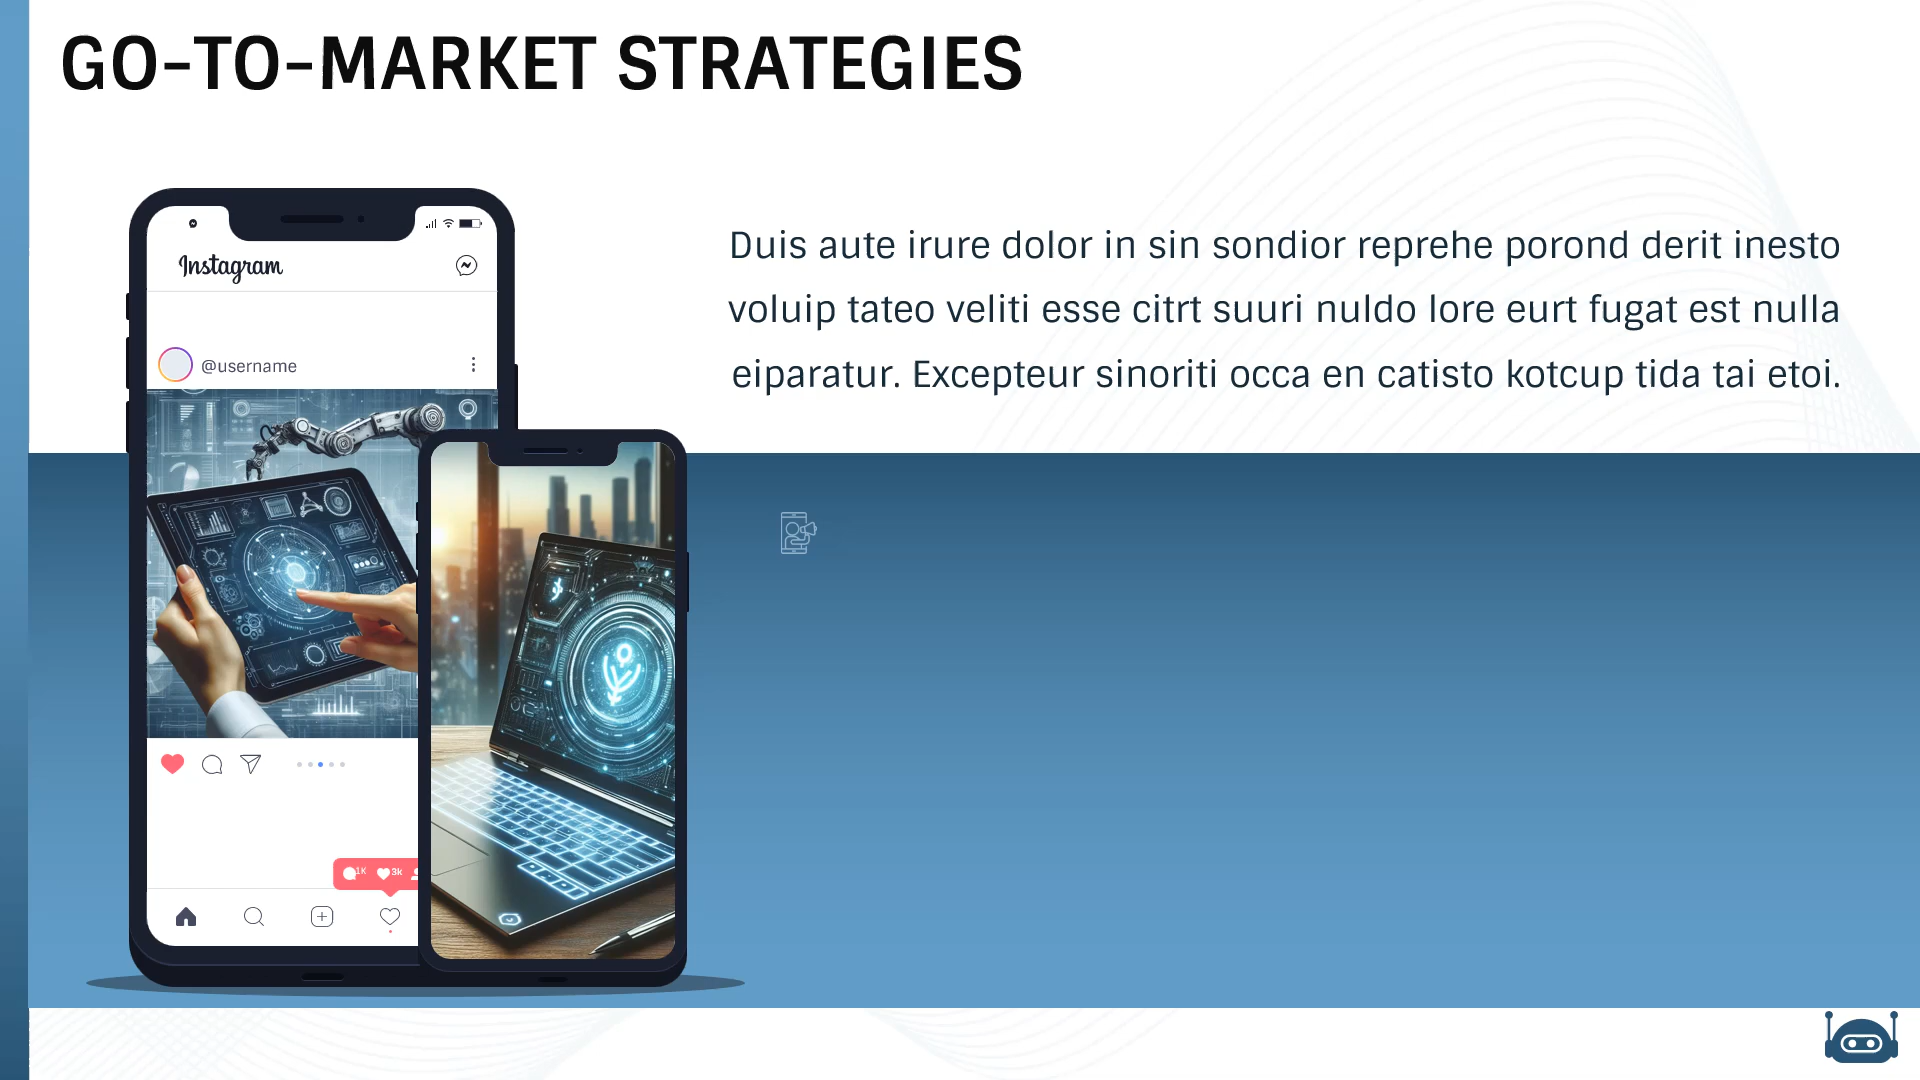 GO-TO-MARKET STRATEGIES
Duis aute irure dolor in sin sondior reprehe porond derit inesto
voluip tateo veliti esse citrt suuri nuldo lore eurt fugat est nulla
eiparatur. Excepteur sinoriti occa en catisto kotcup tida tai etoi.
Instagram
@username
1K 3k